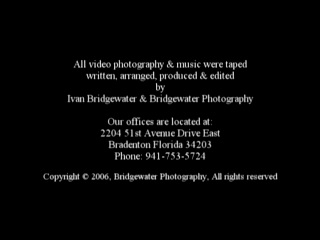 All video photography & music were taped
written, arranged, produced & edited
by
Ivan Bridgewater & Bridgewater Photography
Our offices are located at:
2204 51st Avenue Drive East
Bradenton Florida 34203
Phone: 941-753-5724
Copyright © 2006, Bridgewater Photography, All rights reserved